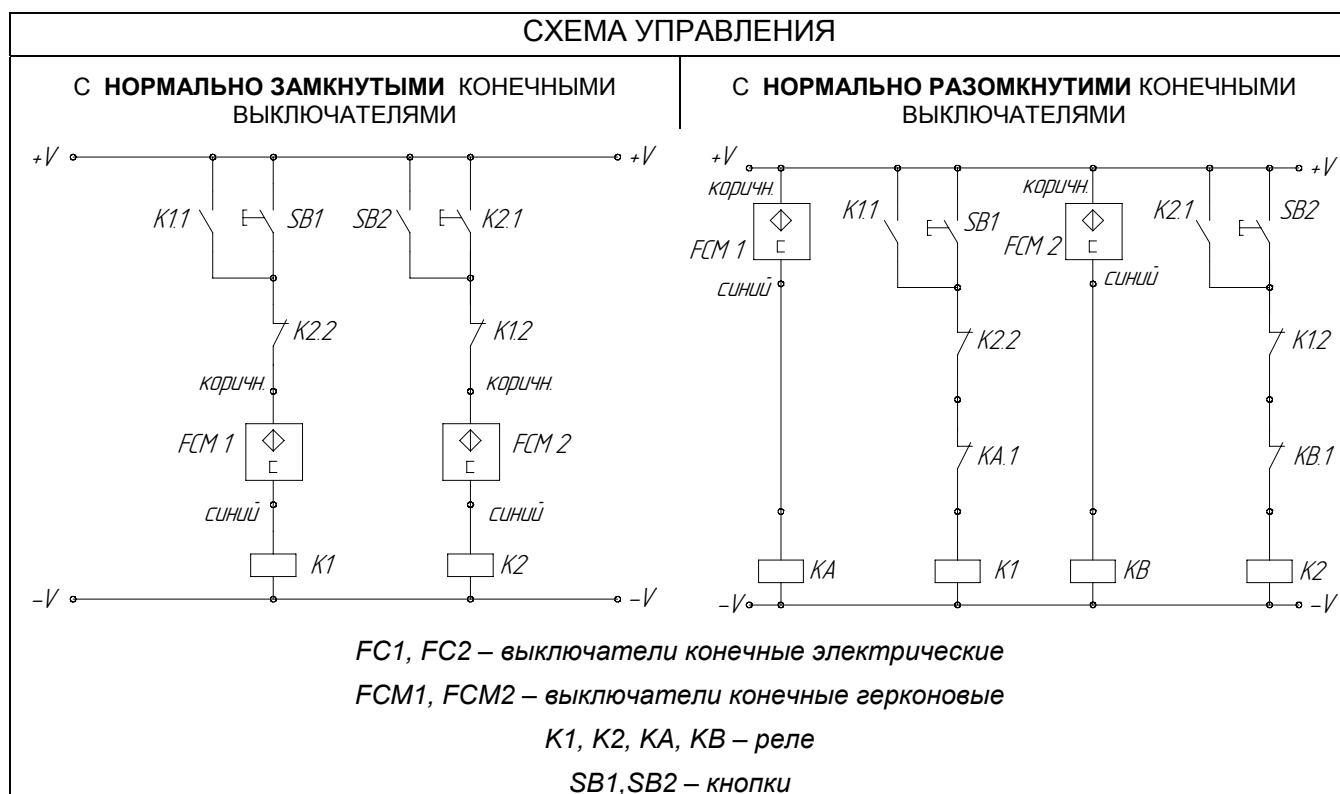 СХЕМА УПРАВЛЕНИЯ
С НОРМАЛЬНО ЗАМКНУТЫМИ КОНЕЧНЫМИ
ВЫКЛЮЧАТЕЛЯМИ
+V
+V
K1.1
SB1
SB2
K2.1
K2.2
K1.2
коричн.
коричн.
FCM 1
FCM 2
синий
синий
K1
K2
–V
–V
С НОРМАЛЬНО РАЗОМКНУТИМИ КОНЕЧНЫМИ
ВЫКЛЮЧАТЕЛЯМИ
+V
+V
коричн.
коричн.
K1.1
SB1
K2.1
SB2
FCM 1
FCM 2
синий
синий
K2.2
K1.2
KA.1
KB.1
KA
K1
KB
K2
–V
–V
FC1, FC2 – выключатели конечные электрические
FCM1, FCM2 – выключатели конечные герконовые
K1, K2, KA, KB – реле
SB1,SB2 – кнопки